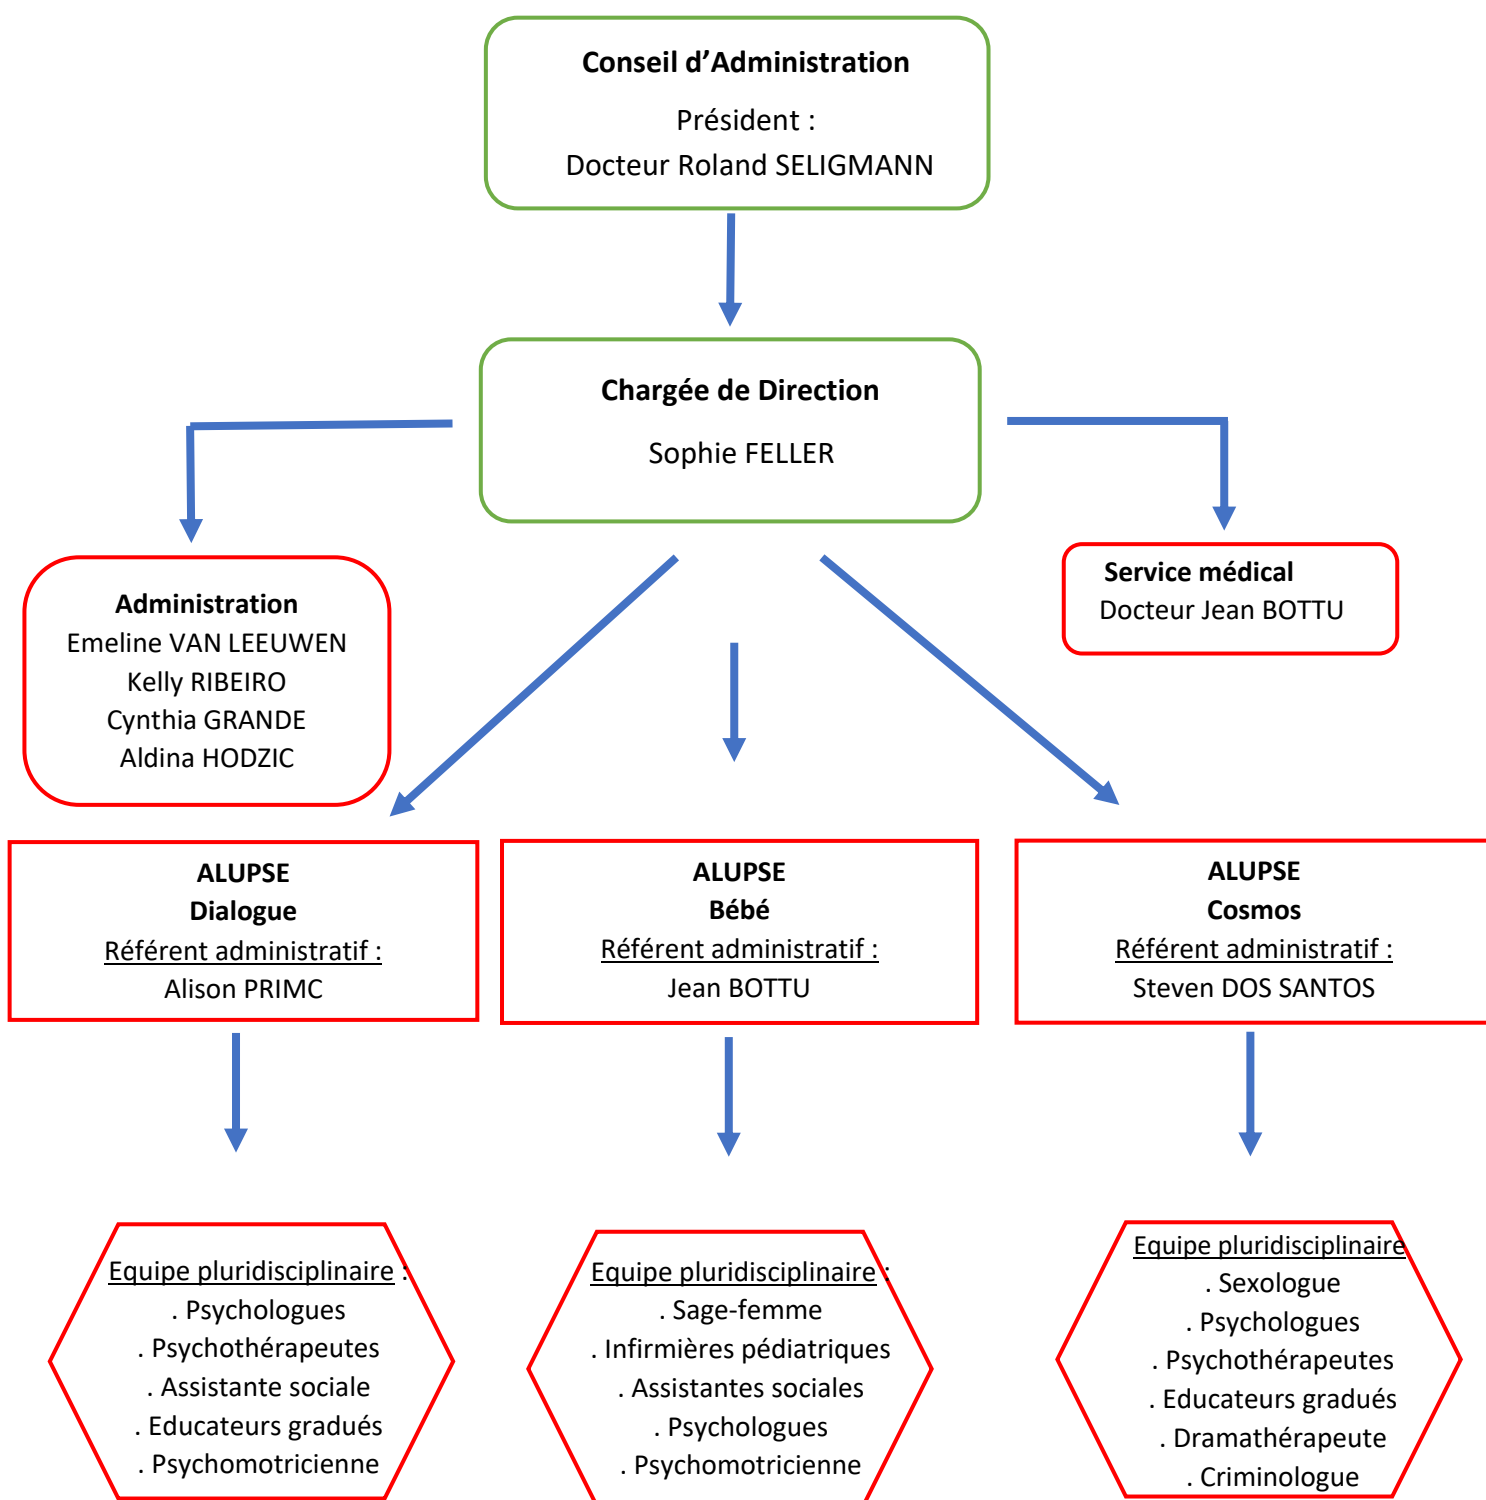 Conseil d’Administration
Président :
Docteur Roland SELIGMANN
Chargée de Direction
Sophie FELLER
Administration
Emeline VAN LEEUWEN
Kelly RIBEIRO
Cynthia GRANDE
Aldina HODZIC
Service médical
Docteur Jean BOTTU
ALUPSE
Dialogue
Référent administratif :
Alison PRIMC
ALUPSE
Bébé
Référent administratif :
Jean BOTTU
ALUPSE
Cosmos
Référent administratif :
Steven DOS SANTOS
Equipe pluridisciplinaire :
. Psychologues
. Psychothérapeutes
. Assistante sociale
. Educateurs gradués
. Psychomotricienne
Equipe pluridisciplinaire :
. Sage-femme
. Infirmières pédiatriques
. Assistantes sociales
. Psychologues
. Psychomotricienne
Equipe pluridisciplinaire
. Sexologue
. Psychologues
. Psychothérapeutes
. Educateurs gradués
. Dramathérapeute
. Criminologue